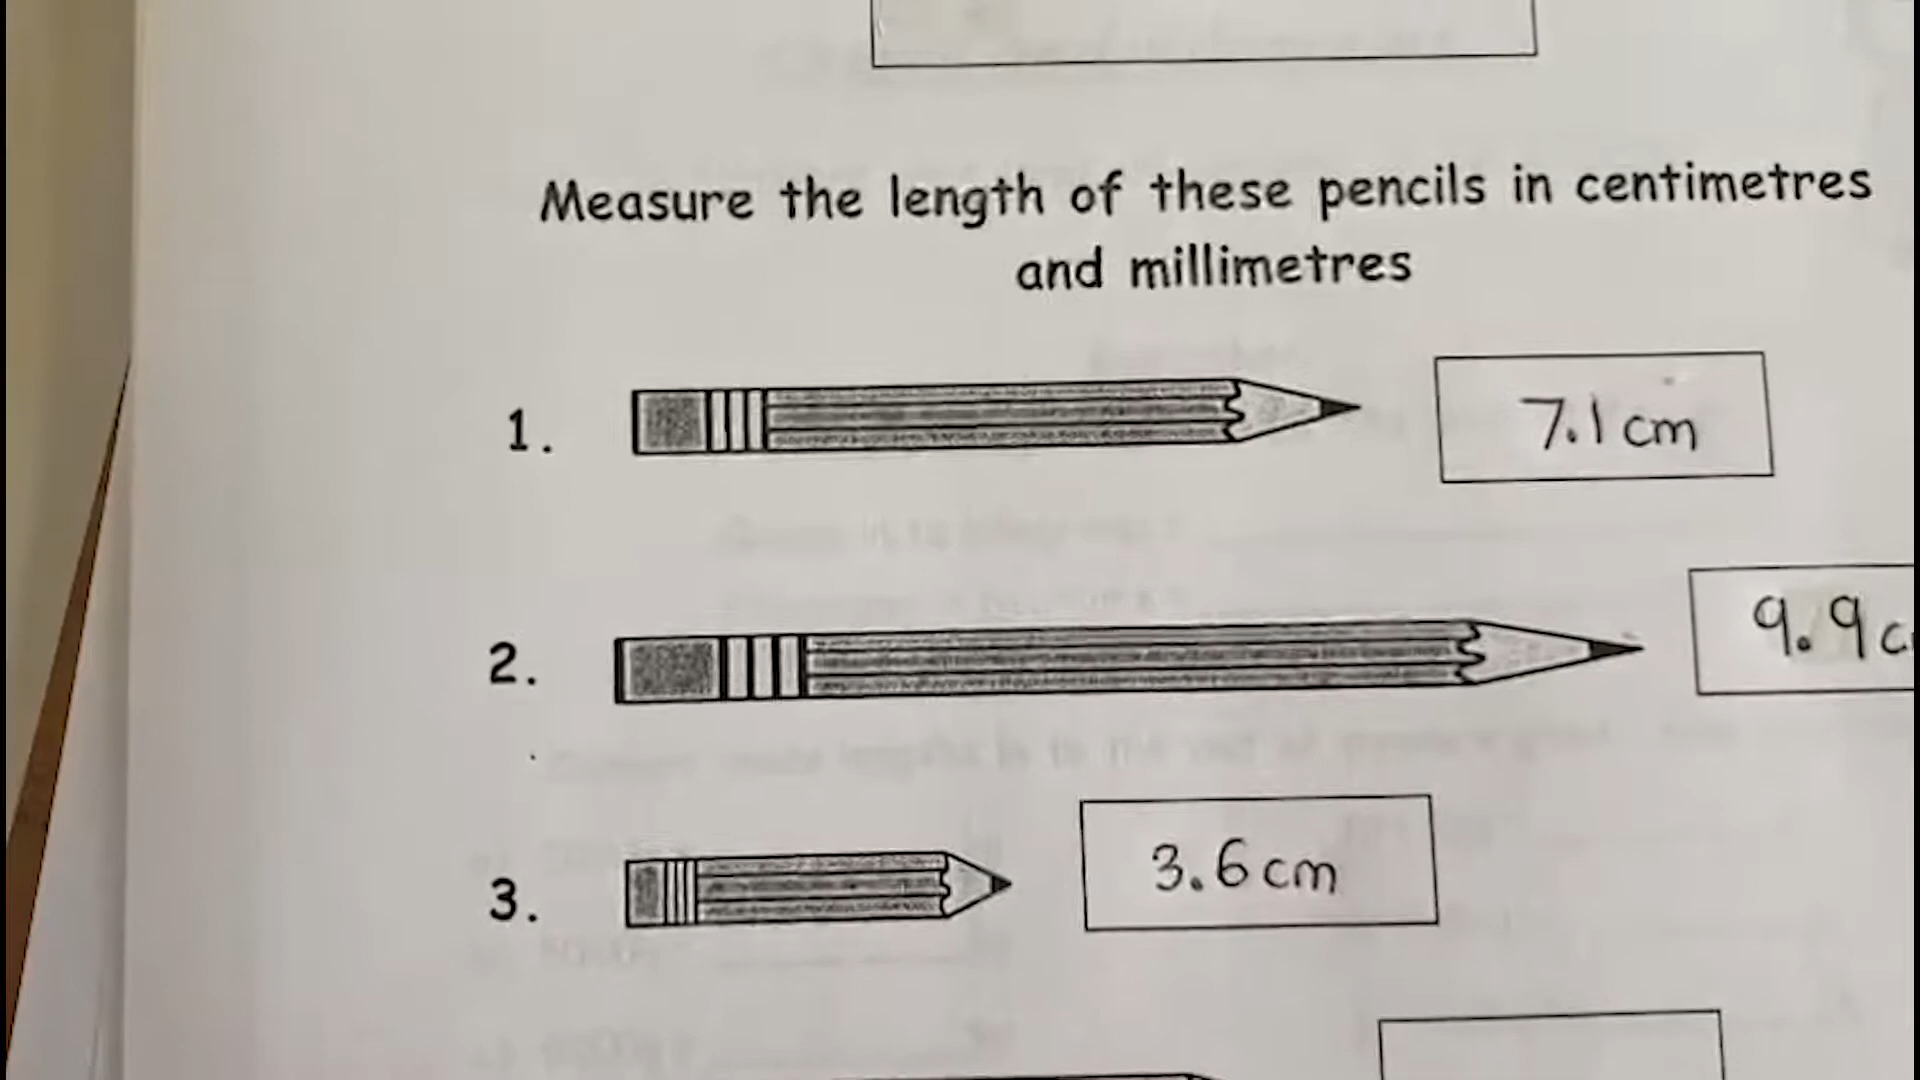 Measure the length of these pencils in centimetres
and millimetres
1.
7.1 cm
2.
9.9 c
3.
3.6 cm